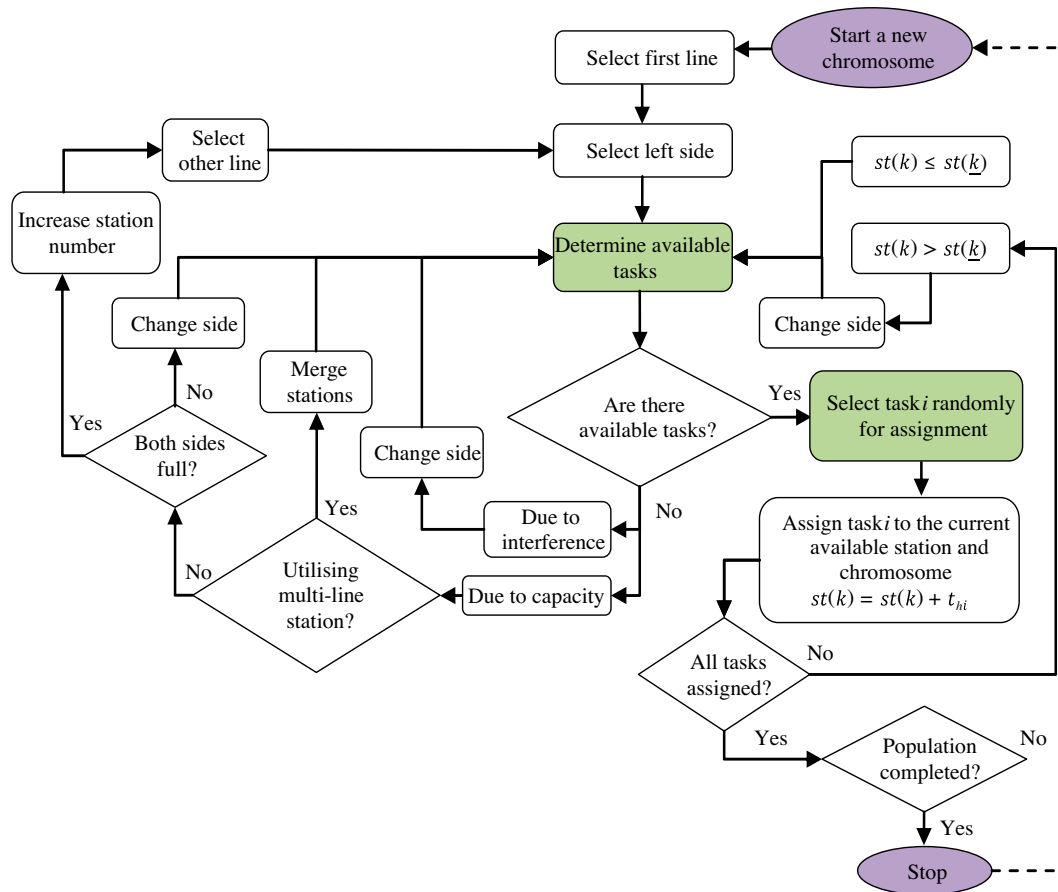 Start a new
chromosome
Select first line
Select
other line
Select left side
st(k) ≤ st(k̲)
Increase station
number
Determine available
tasks
st(k) > st(k̲)
Change side
Change side
Merge
stations
No
Yes
Are there
available tasks?
Yes
Select task i randomly
for assignment
Both sides
full?
Change side
Yes
No
Due to
interference
Assign task i to the current
available station and
chromosome
st(k) = st(k) + t_hi
No
Utilising
multi-line
station?
Due to capacity
All tasks
assigned?
No
Yes
Population
completed?
No
Yes
Stop